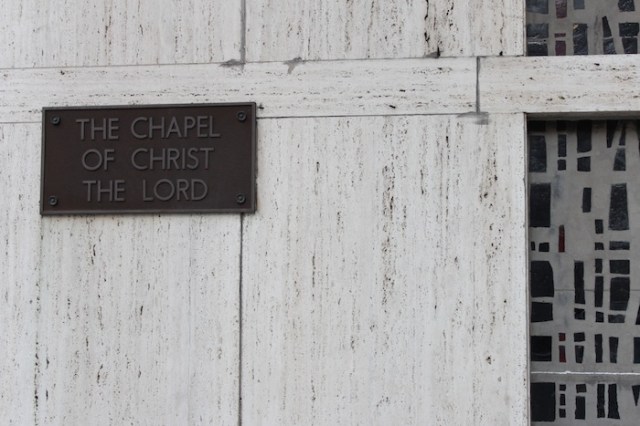 THE CHAPEL
OF CHRIST
THE LORD